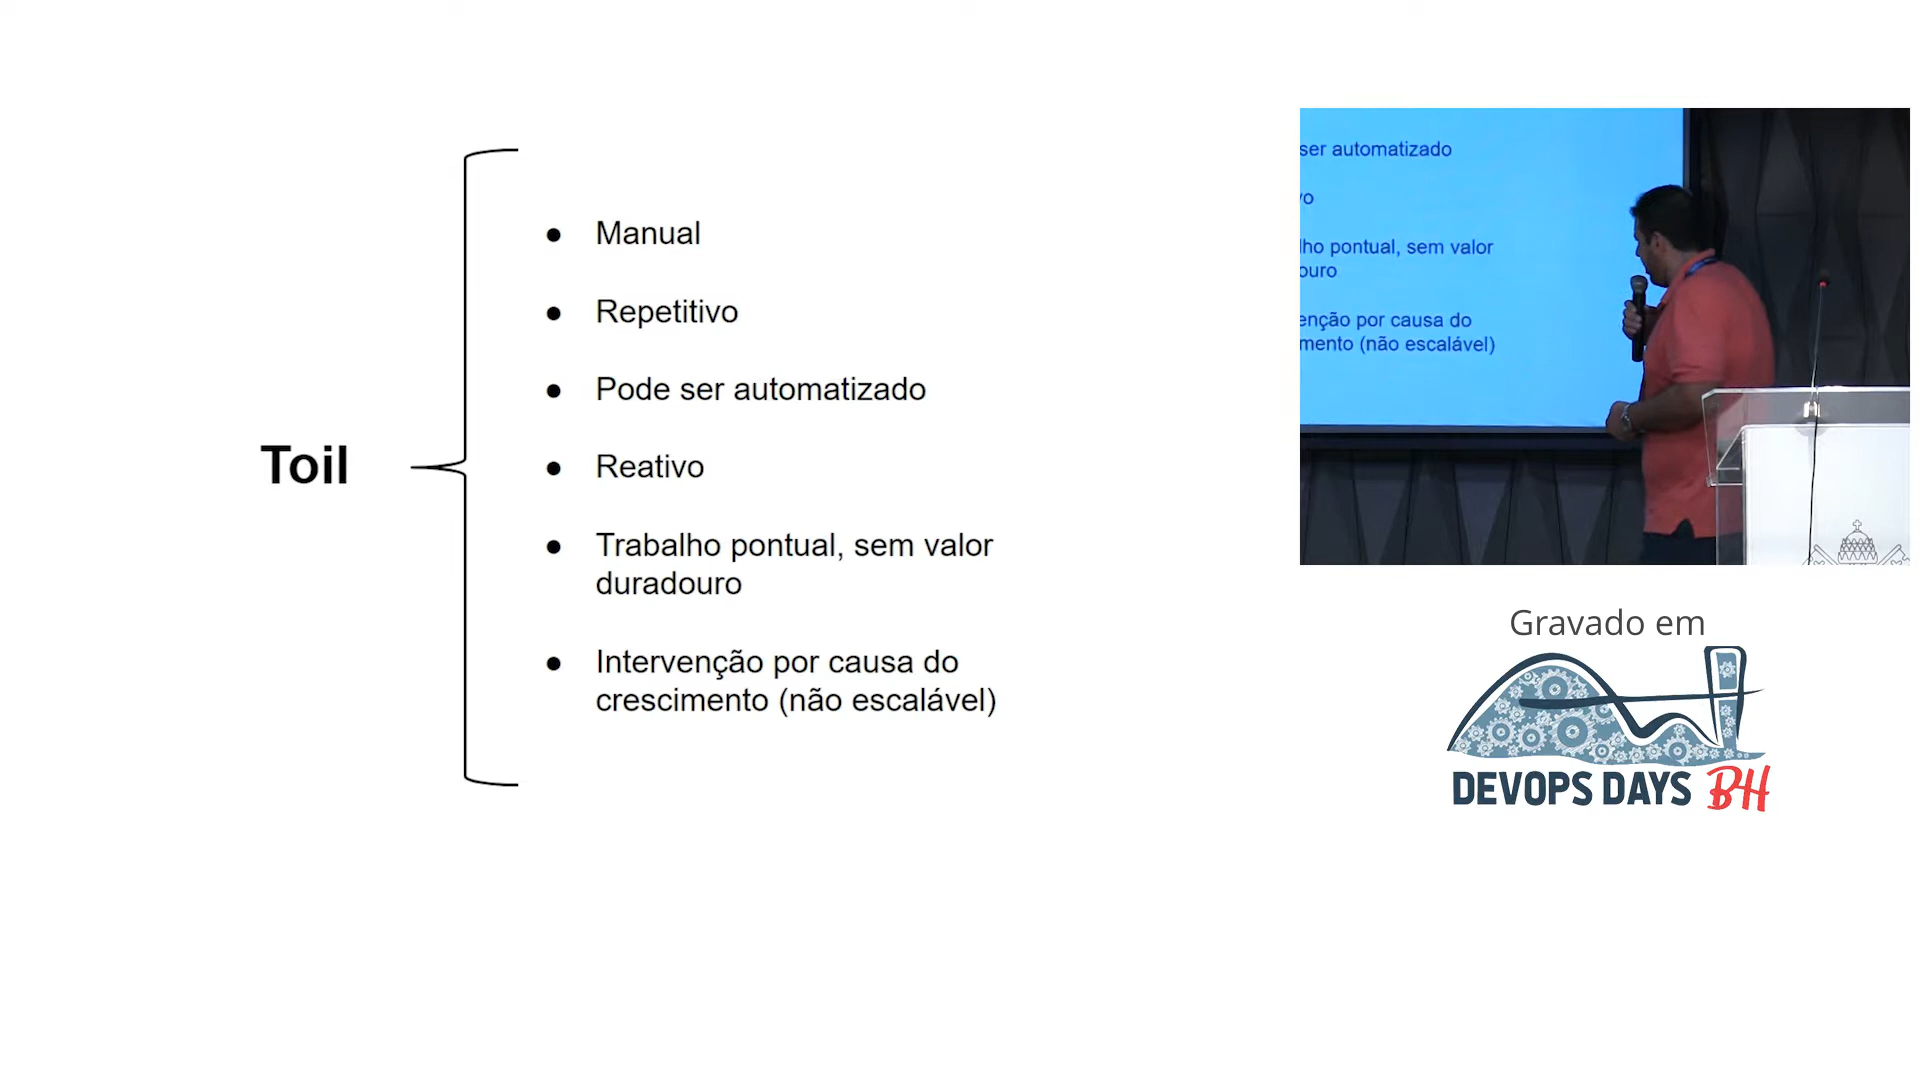 Toil
● Manual
● Repetitivo
● Pode ser automatizado
● Reativo
● Trabalho pontual, sem valor
duradouro
● Intervenção por causa do
crescimento (não escalável)
ser automatizado
vo
lho pontual, sem valor
ouro
enção por causa do
mento (não escalável)
Gravado em
DEVOPS DAYS BH